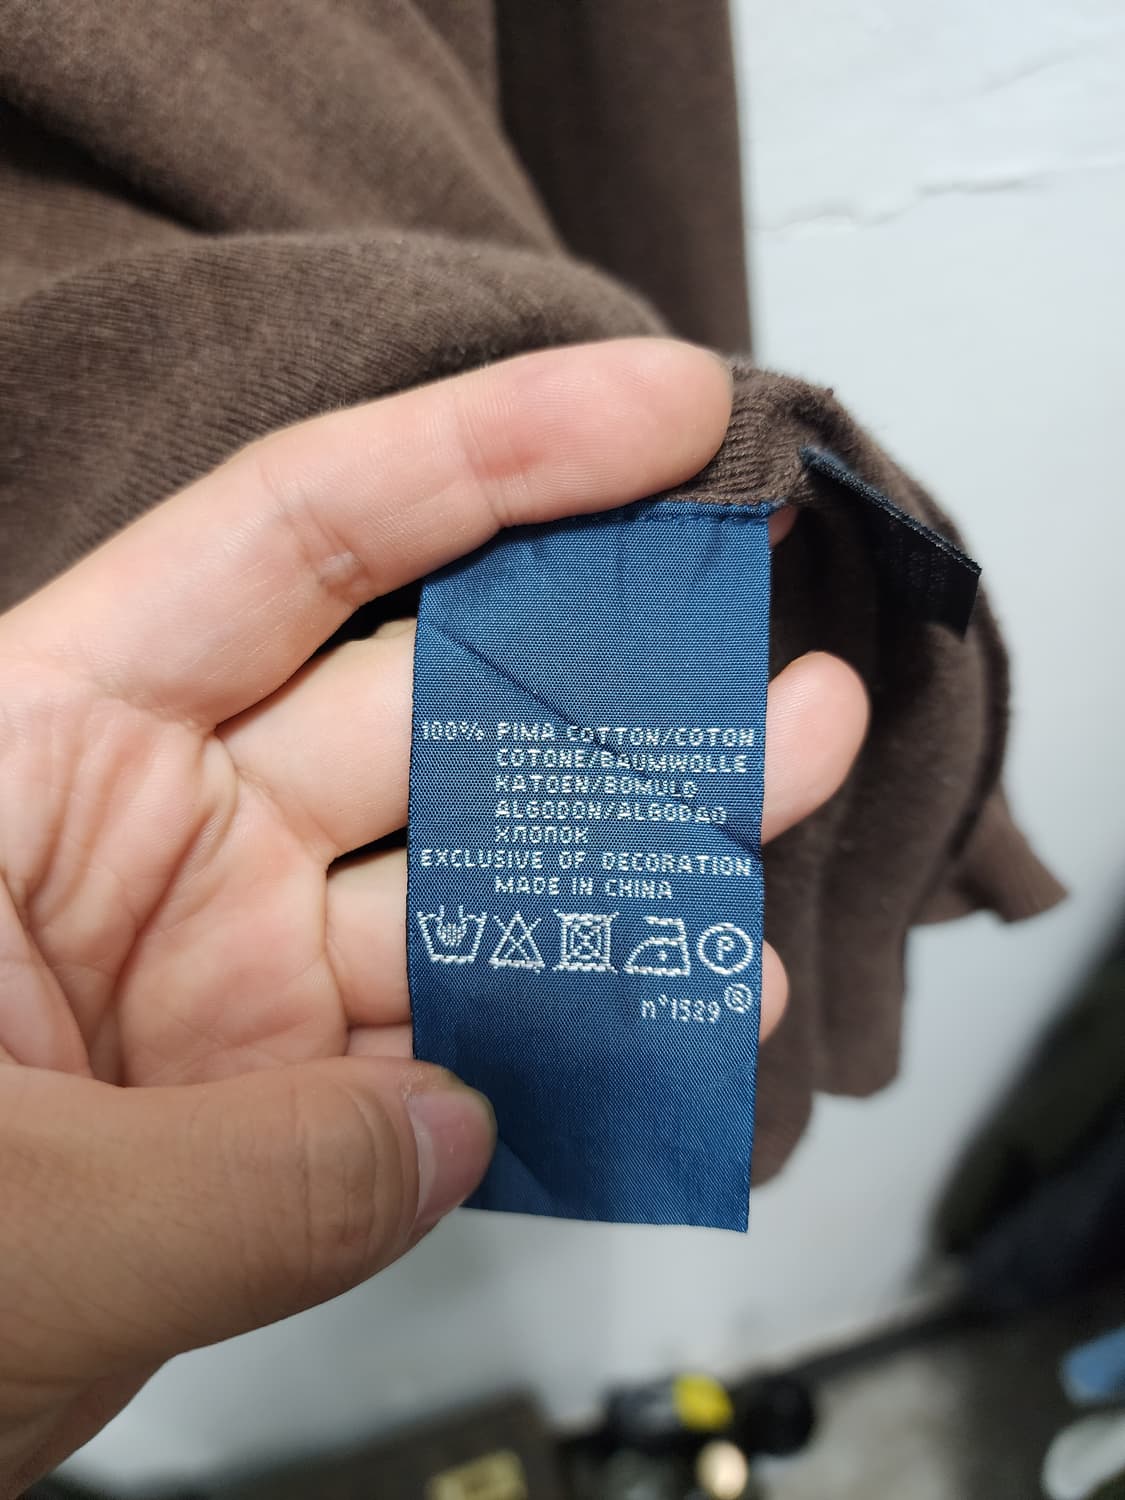 100% PIMA COTTON/COTON
COTONE/BAUMWOLLE
KATOEN/BOMULD
ALGODON/ALGODAO
ХЛОПОК
EXCLUSIVE OF DECORATION
MADE IN CHINA
P
n°1529®